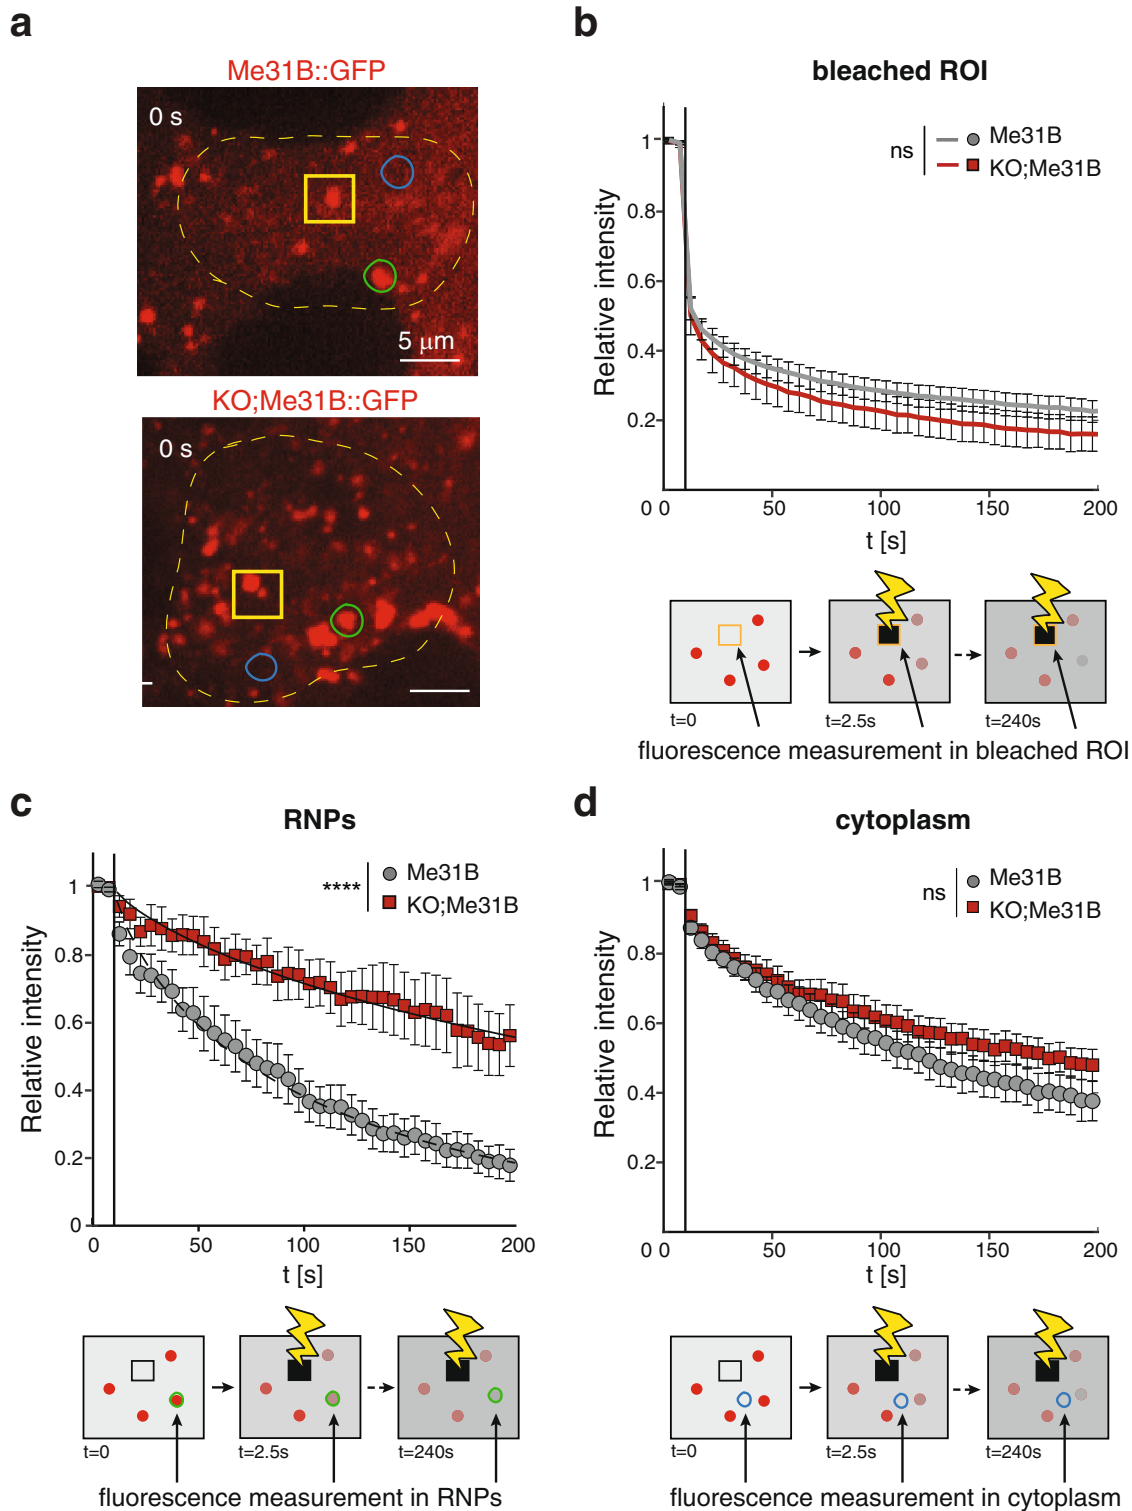 a
Me31B::GFP
0 s
5 µm
KO;Me31B::GFP
0 s
b
bleached ROI
Relative intensity
1
0.8
0.6
0.4
0.2
0 0
50
100
150
200
t [s]
ns
Me31B
KO;Me31B
t=0
t=2.5s
t=240s
fluorescence measurement in bleached ROI
c
RNPs
Relative intensity
1
0.8
0.6
0.4
0.2
0
0
50
100
150
200
t [s]
****
Me31B
KO;Me31B
t=0
t=2.5s
t=240s
fluorescence measurement in RNPs
d
cytoplasm
Relative intensity
1
0.8
0.6
0.4
0.2
0 0
50
100
150
200
t [s]
ns
Me31B
KO;Me31B
t=0
t=2.5s
t=240s
fluorescence measurement in cytoplasm